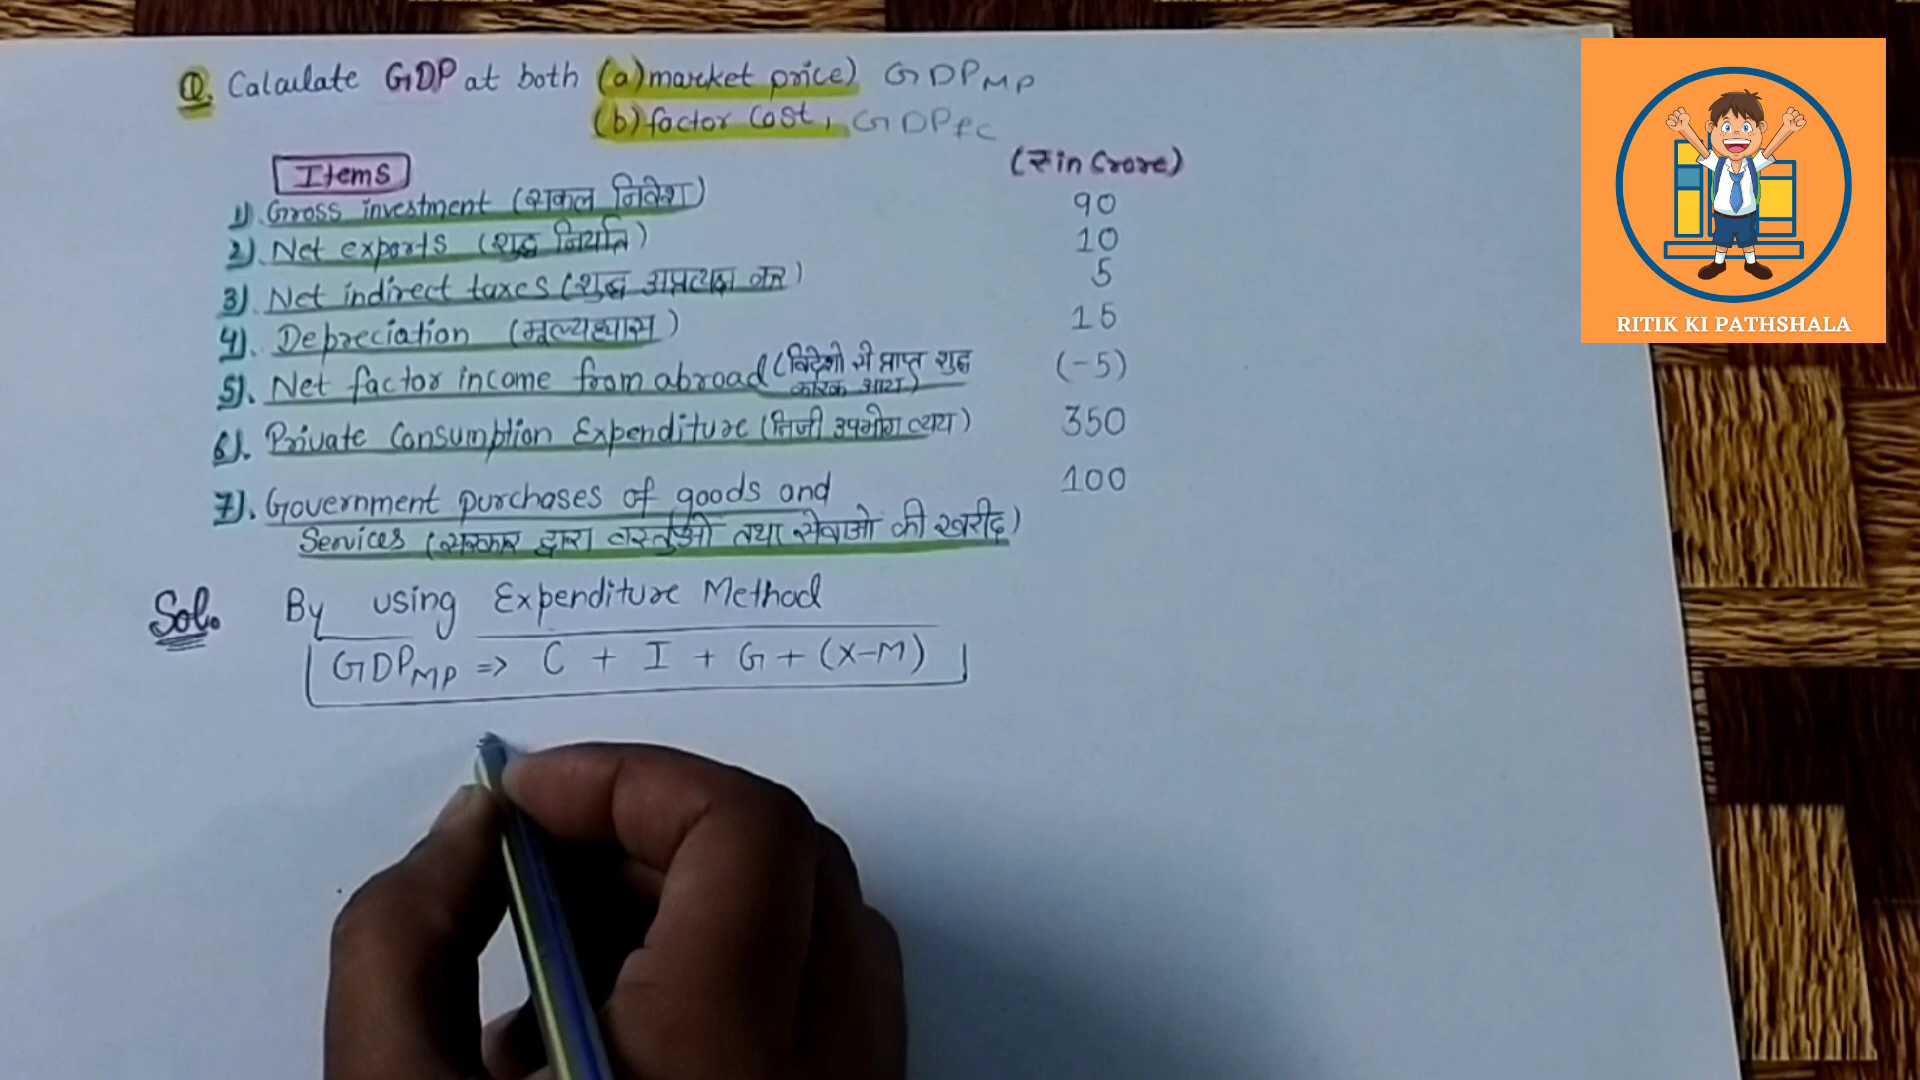 Q. Calculate GDP at both (a) market price) GDPMP
(b) factor Cost, GDPfc
Items (₹ in Crore)
1). Gross investment (सकल निवेश) 90
2). Net exports (शुद्ध निर्यात) 10
3). Net indirect taxes (शुद्ध अप्रत्यक्ष कर) 5
4). Depreciation (मूल्यह्यास) 15
5). Net factor income from abroad (विदेशो से प्राप्त शुद्ध कारक आय) (-5)
6). Private Consumption Expenditure (निजी उपभोग व्यय) 350
7). Government purchases of goods and 100
Services (सरकार द्वारा वस्तुओ तथा सेवाओं की खरीद)
Sol. By using Expenditure Method
GDPMP => C + I + G + (X-M)
RITIK KI PATHSHALA